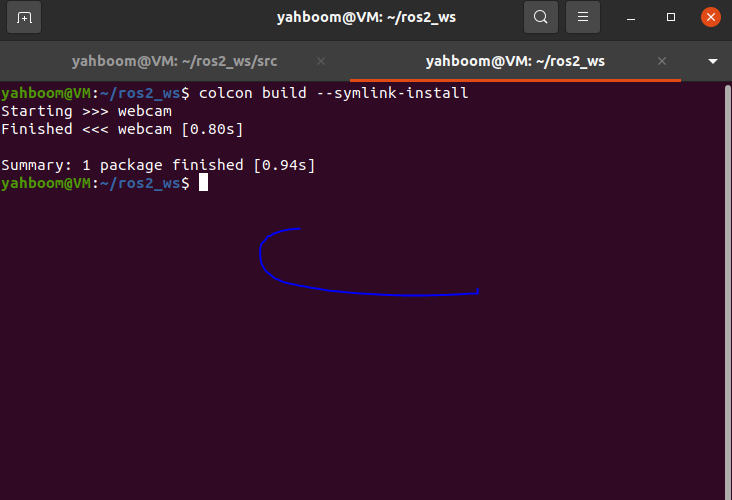 yahboom@VM: ~/ros2_ws
yahboom@VM: ~/ros2_ws/src
yahboom@VM: ~/ros2_ws
yahboom@VM:~/ros2_ws$ colcon build --symlink-install
Starting >>> webcam
Finished <<< webcam [0.80s]
Summary: 1 package finished [0.94s]
yahboom@VM:~/ros2_ws$